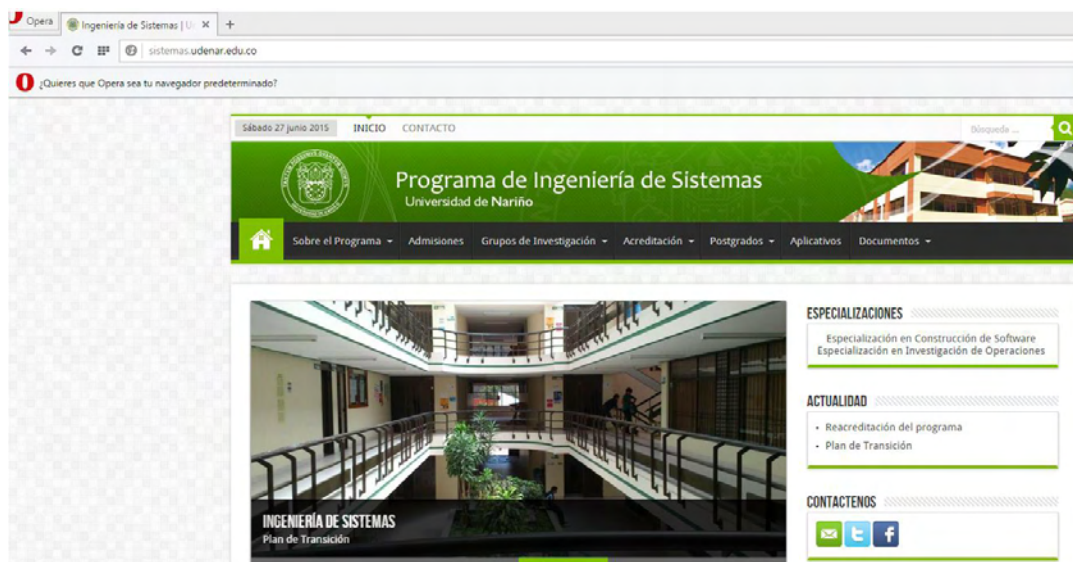 Opera
Ingeniería de Sistemas | U
sistemas.udenar.edu.co
¿Quieres que Opera sea tu navegador predeterminado?
Sábado 27 junio 2015 INICIO CONTACTO Búsqueda ...
Programa de Ingeniería de Sistemas
Universidad de Nariño
Sobre el Programa Admisiones Grupos de Investigación Acreditación Postgrados Aplicativos Documentos
INGENIERÍA DE SISTEMAS
Plan de Transición
ESPECIALIZACIONES
Especialización en Construcción de Software
Especialización en Investigación de Operaciones
ACTUALIDAD
Reacreditación del programa
Plan de Transición
CONTACTENOS